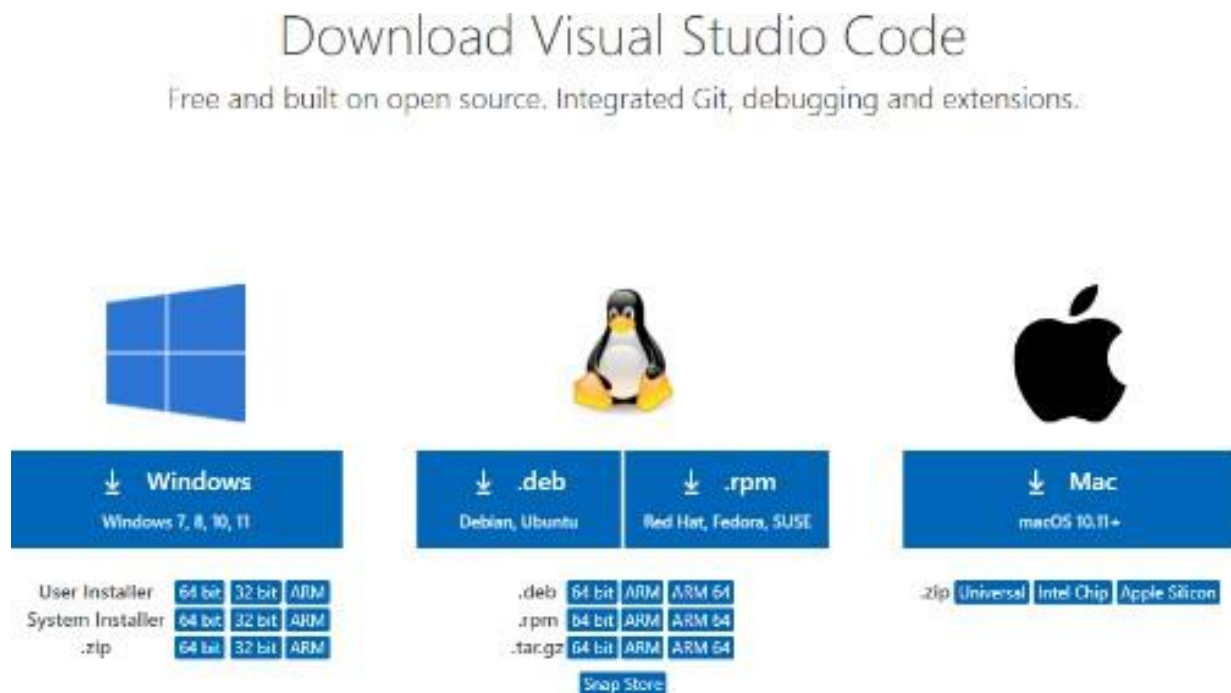 Download Visual Studio Code
Free and built on open source. Integrated Git, debugging and extensions.
Windows
Windows 7, 8, 10, 11
User Installer 64 bit 32 bit ARM
System Installer 64 bit 32 bit ARM
.zip 64 bit 32 bit ARM
.deb
Debian, Ubuntu
.rpm
Red Hat, Fedora, SUSE
.deb 64 bit ARM ARM 64
.rpm 64 bit ARM ARM 64
.tar.gz 64 bit ARM ARM 64
Snap Store
Mac
macOS 10.11+
.zip Universal Intel Chip Apple Silicon